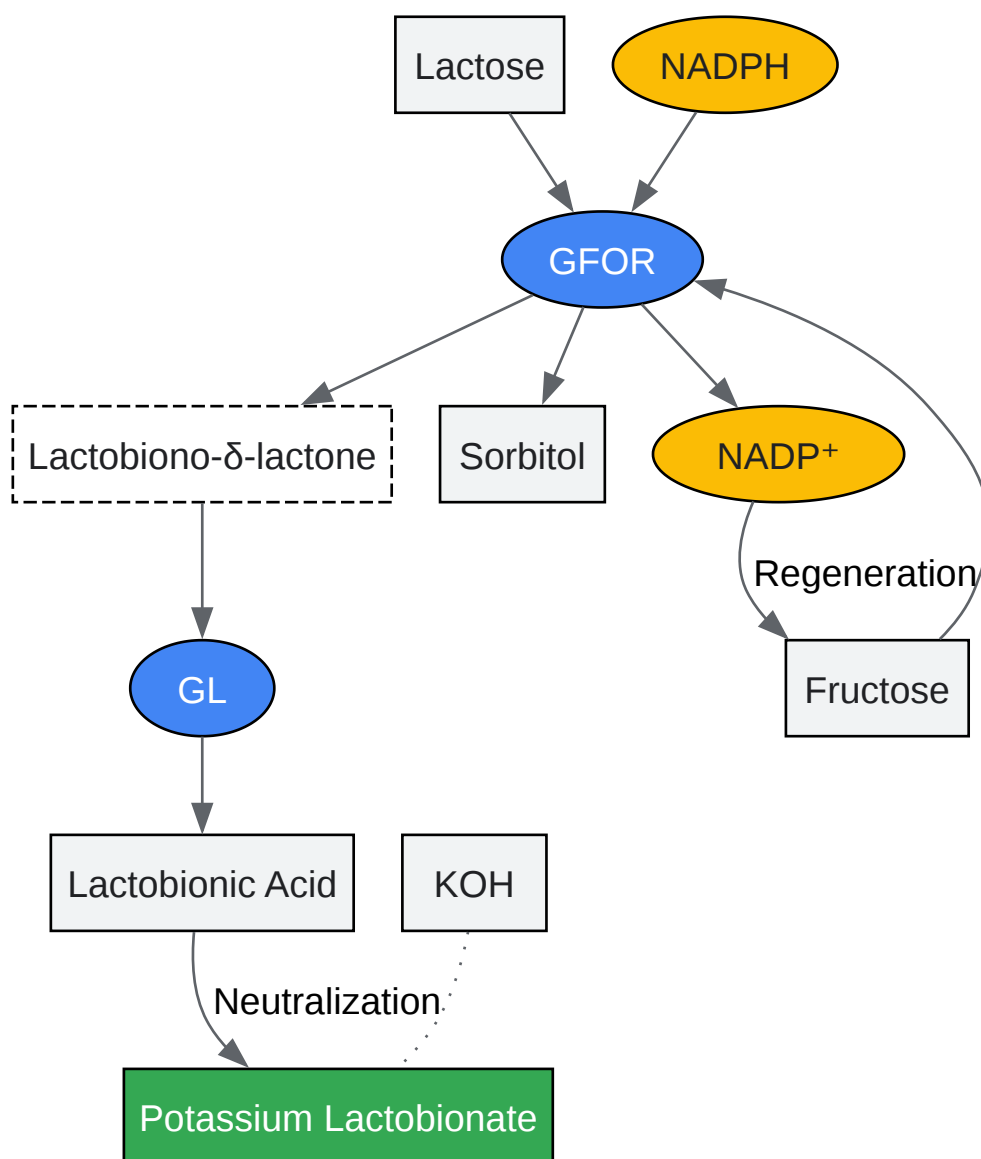 Lactose
NADPH
GFOR
Lactobiono-δ-lactone
Sorbitol
NADP⁺
Regeneration
GL
Fructose
Lactobionic Acid
KOH
Neutralization
Potassium Lactobionate